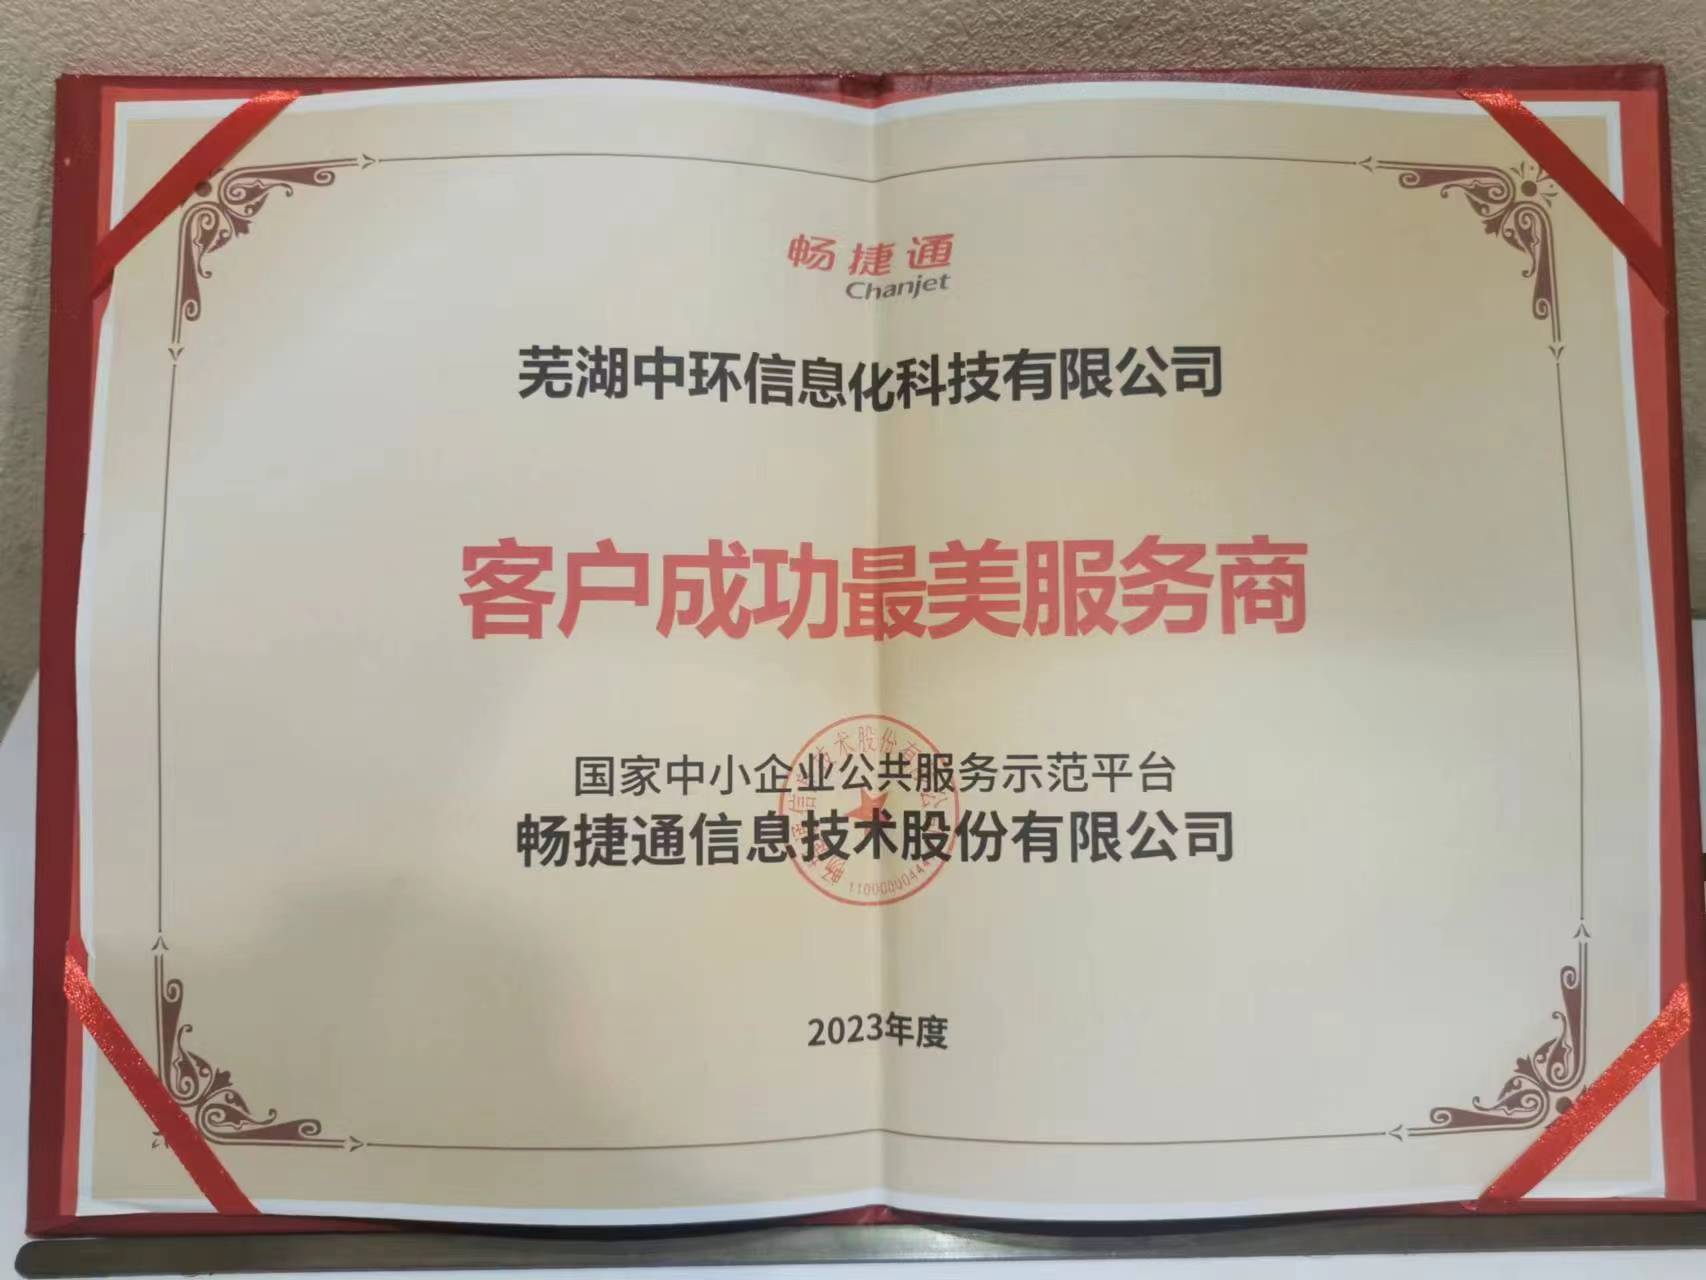 畅捷通
Chanjet
芜湖中环信息化科技有限公司
客户成功最美服务商
国家中小企业公共服务示范平台
畅捷通信息技术股份有限公司
2023年度